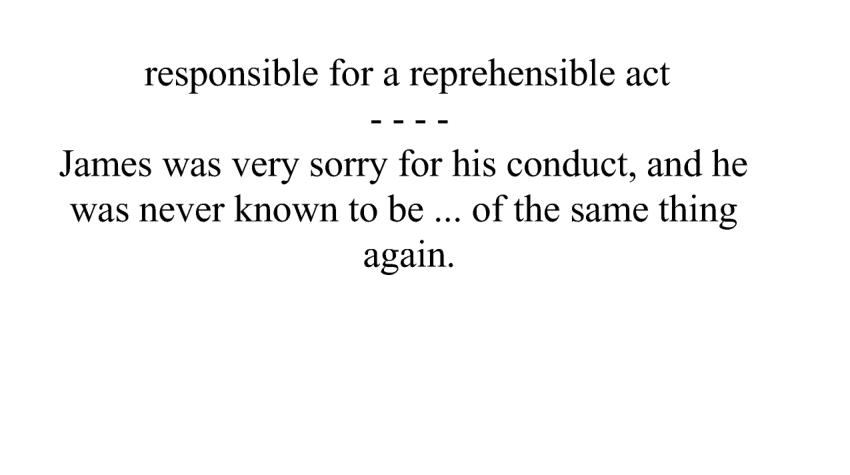 responsible for a reprehensible act
- - - -
James was very sorry for his conduct, and he
was never known to be ... of the same thing
again.